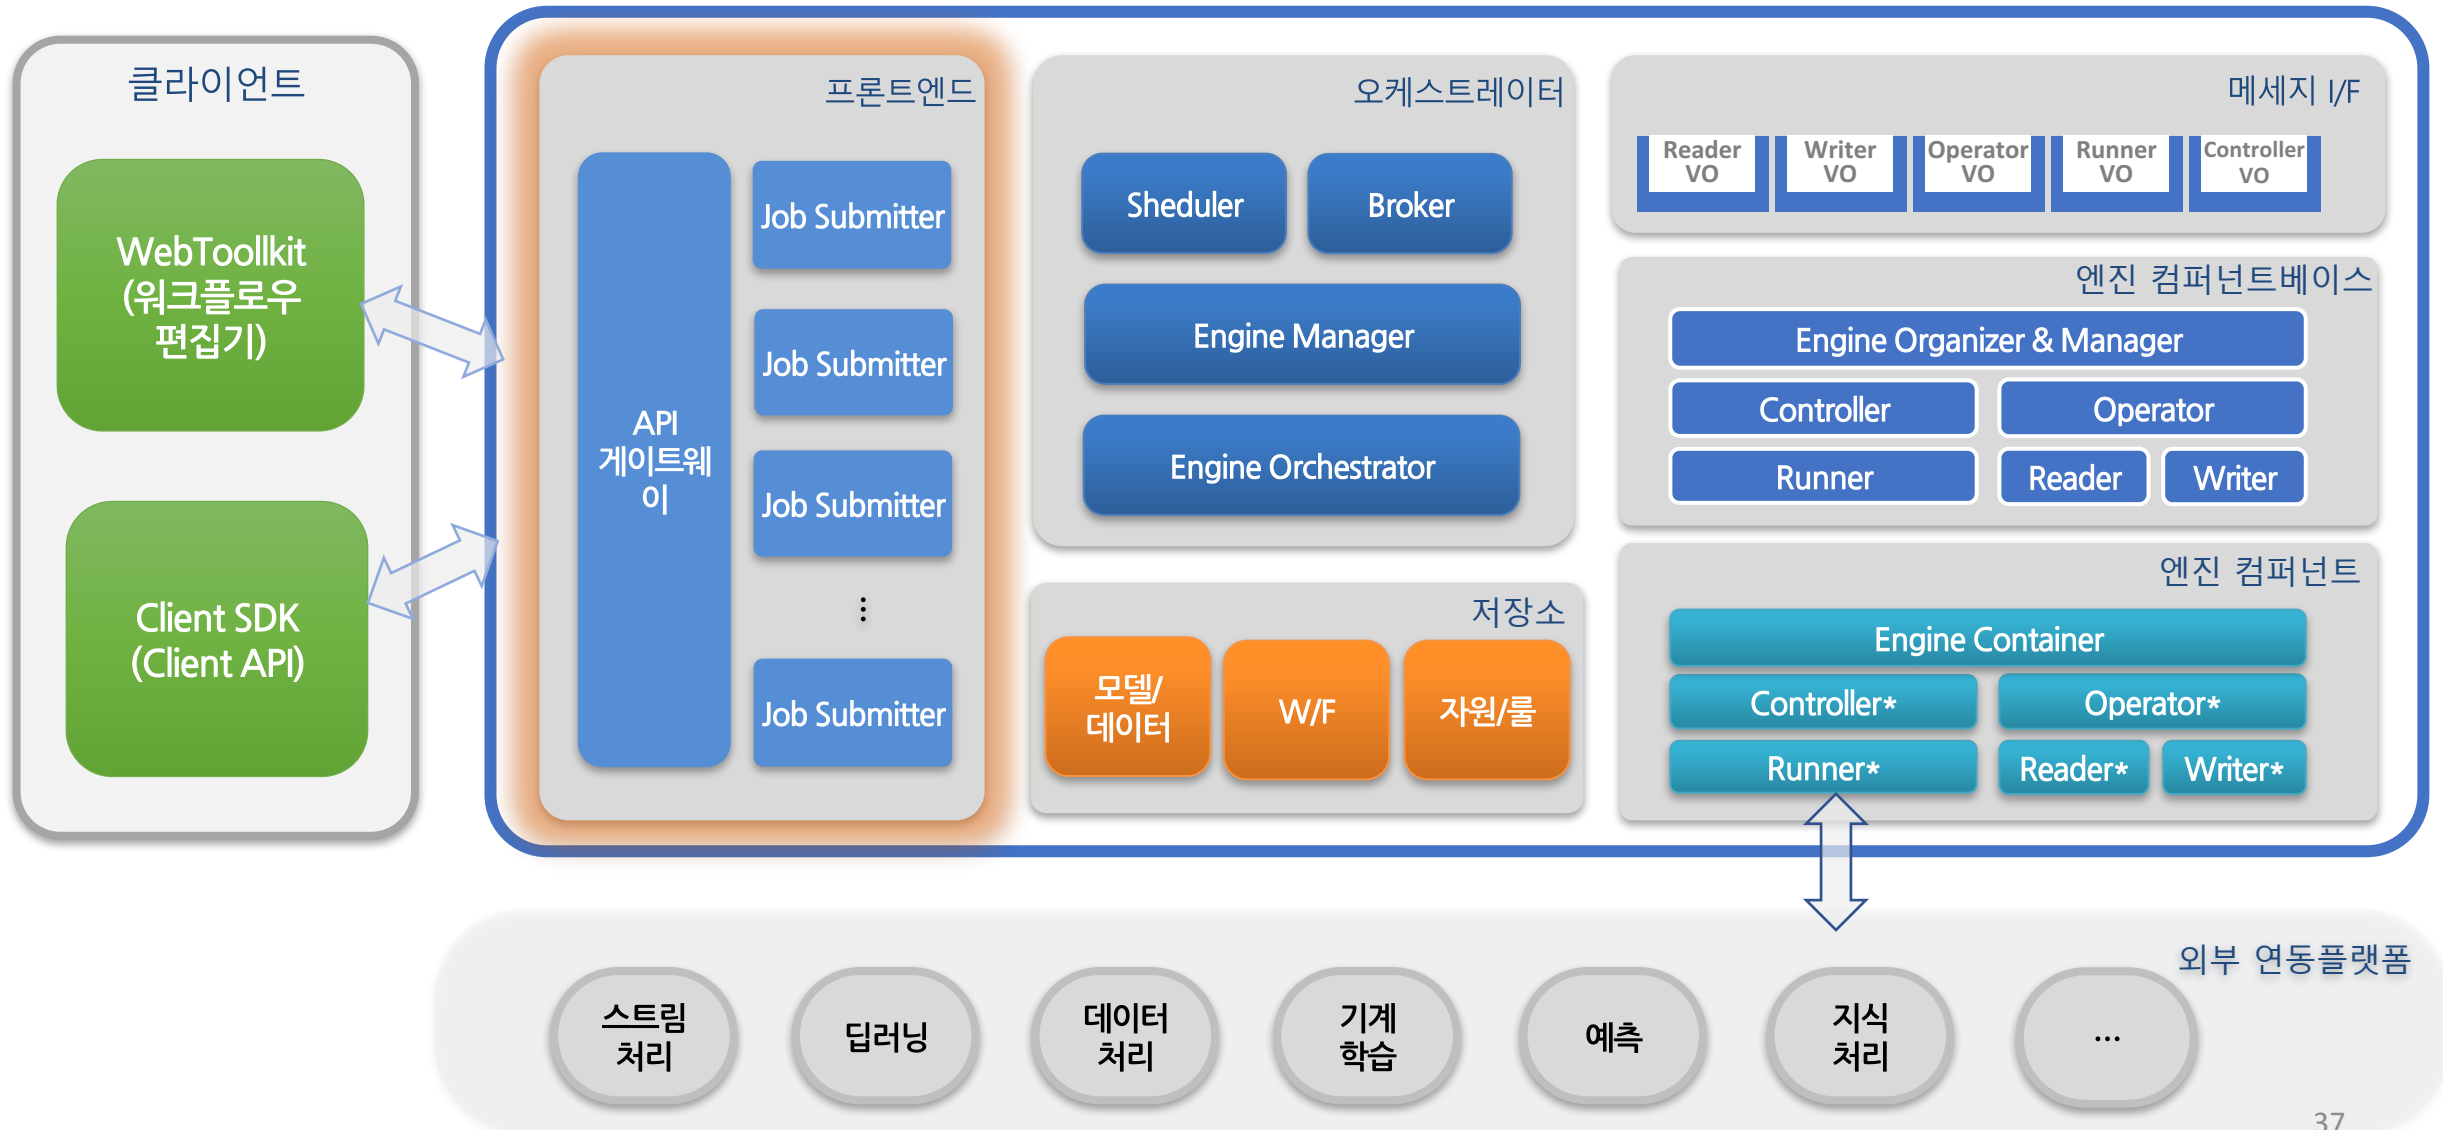 클라이언트
WebToollkit
(워크플로우
편집기)
Client SDK
(Client API)
프론트엔드
API
게이트웨
이
Job Submitter
Job Submitter
Job Submitter
⋮
Job Submitter
오케스트레이터
Sheduler
Broker
Engine Manager
Engine Orchestrator
저장소
모델/
데이터
W/F
자원/룰
메세지 I/F
Reader
VO
Writer
VO
Operator
VO
Runner
VO
Controller
VO
엔진 컴퍼넌트베이스
Engine Organizer & Manager
Controller
Operator
Runner
Reader
Writer
엔진 컴퍼넌트
Engine Container
Controller*
Operator*
Runner*
Reader*
Writer*
외부 연동플랫폼
스트림
처리
딥러닝
데이터
처리
기계
학습
예측
지식
처리
...
37